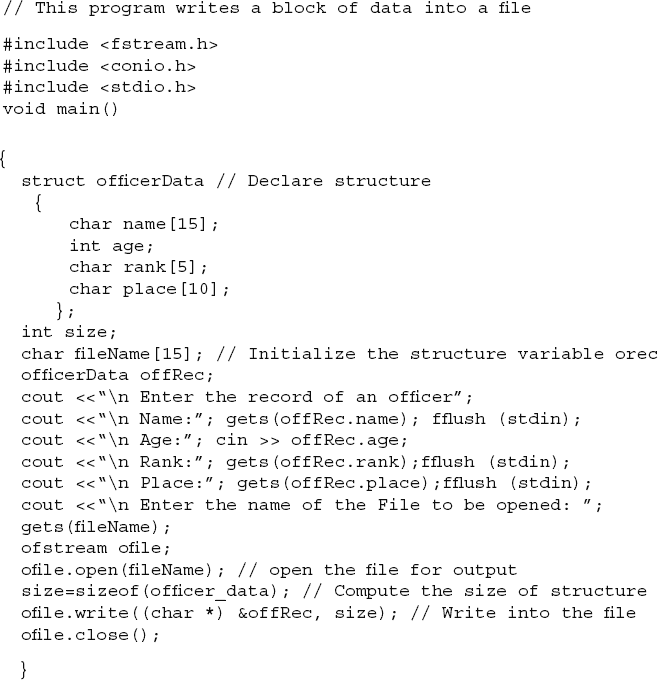 // This program writes a block of data into a file
#include <fstream.h>
#include <conio.h>
#include <stdio.h>
void main()
{
struct officerData // Declare structure
{
char name[15];
int age;
char rank[5];
char place[10];
};
int size;
char fileName[15]; // Initialize the structure variable orec
officerData offRec;
cout <<“\n Enter the record of an officer”;
cout <<“\n Name:”; gets(offRec.name); fflush (stdin);
cout <<“\n Age:”; cin >> offRec.age;
cout <<“\n Rank:”; gets(offRec.rank);fflush (stdin);
cout <<“\n Place:”; gets(offRec.place);fflush (stdin);
cout <<“\n Enter the name of the File to be opened: ”;
gets(fileName);
ofstream ofile;
ofile.open(fileName); // open the file for output
size=sizeof(officer_data); // Compute the size of structure
ofile.write((char *) &offRec, size); // Write into the file
ofile.close();
}